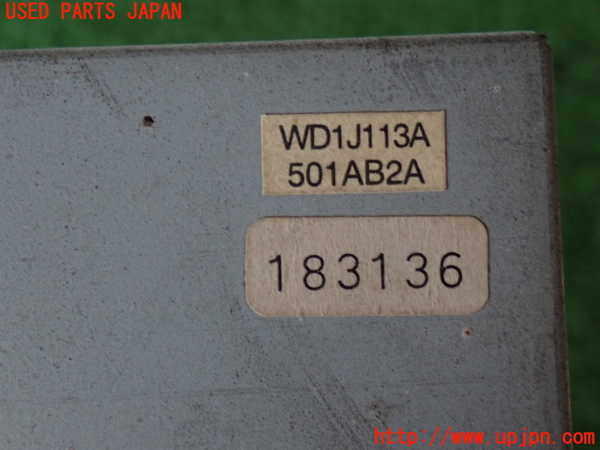 USED PARTS JAPAN
WD1J113A
501AB2A
183136
http://www.upjpn.com